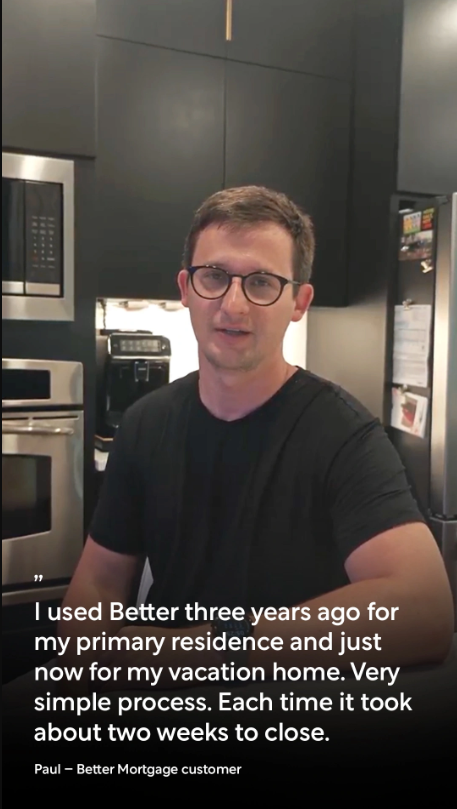 ”
I used Better three years ago for
my primary residence and just
now for my vacation home. Very
simple process. Each time it took
about two weeks to close.
Paul – Better Mortgage customer